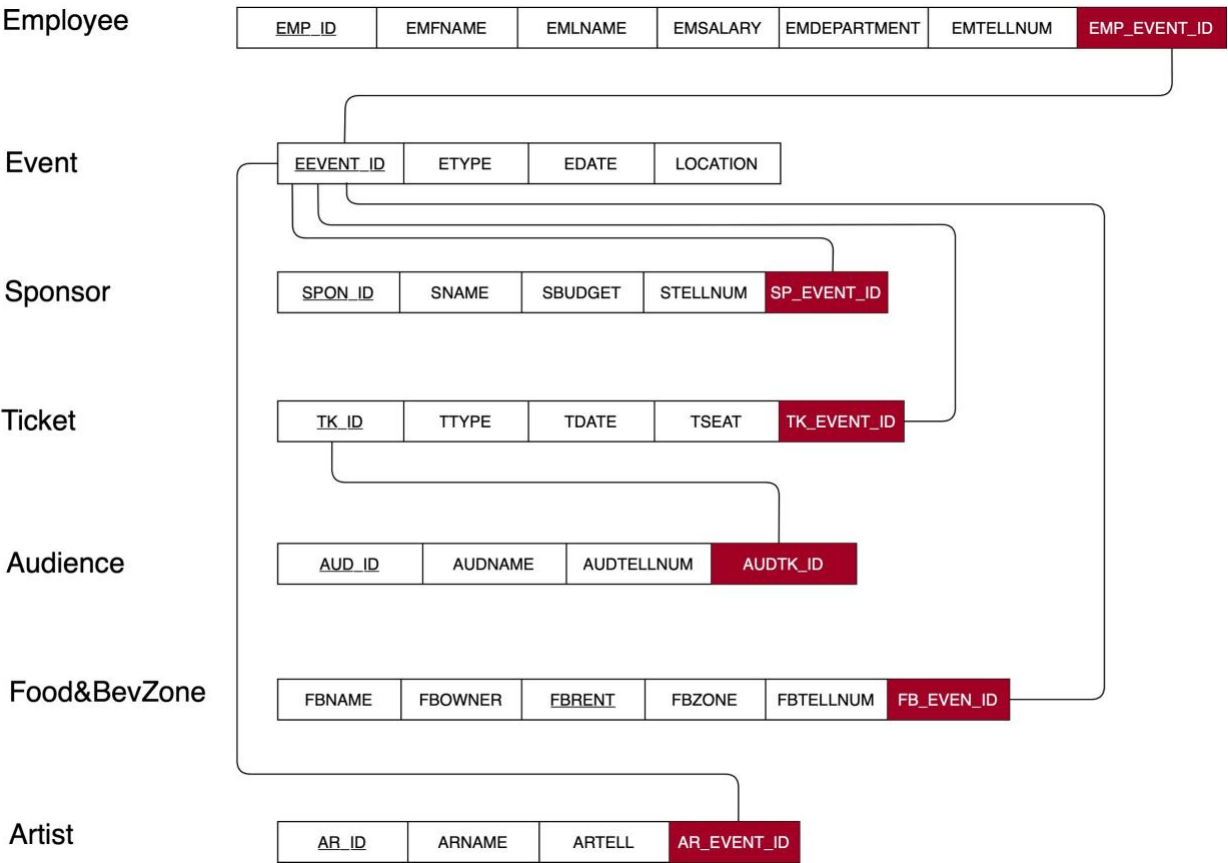 Employee EMP_ID EMFNAME EMLNAME EMSALARY EMDEPARTMENT EMTELLNUM EMP_EVENT_ID
Event EEVENT_ID ETYPE EDATE LOCATION
Sponsor SPON_ID SNAME SBUDGET STELLNUM SP_EVENT_ID
Ticket TK_ID TTYPE TDATE TSEAT TK_EVENT_ID
Audience AUD_ID AUDNAME AUDTELLNUM AUDTK_ID
Food&BevZone FBNAME FBOWNER FBRENT FBZONE FBTELLNUM FB_EVEN_ID
Artist AR_ID ARNAME ARTELL AR_EVENT_ID